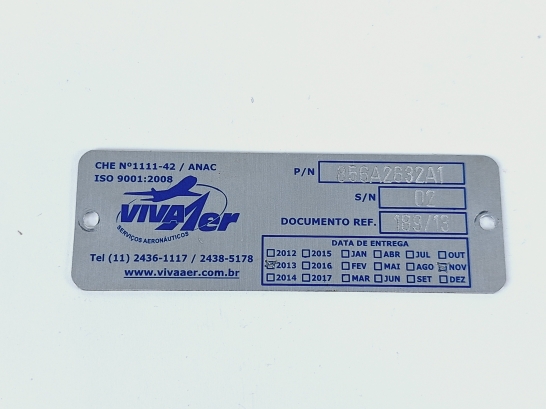 CHE Nº1111-42 / ANAC
ISO 9001:2008
VIVAAer
SERVIÇOS AERONÁUTICOS
Tel (11) 2436-1117 / 2438-5178
www.vivaaer.com.br
P/N 356A2632A1
S/N 02
DOCUMENTO REF. 189/13
DATA DE ENTREGA
2012 2015 JAN ABR JUL OUT
2013 2016 FEV MAI AGO NOV
2014 2017 MAR JUN SET DEZ